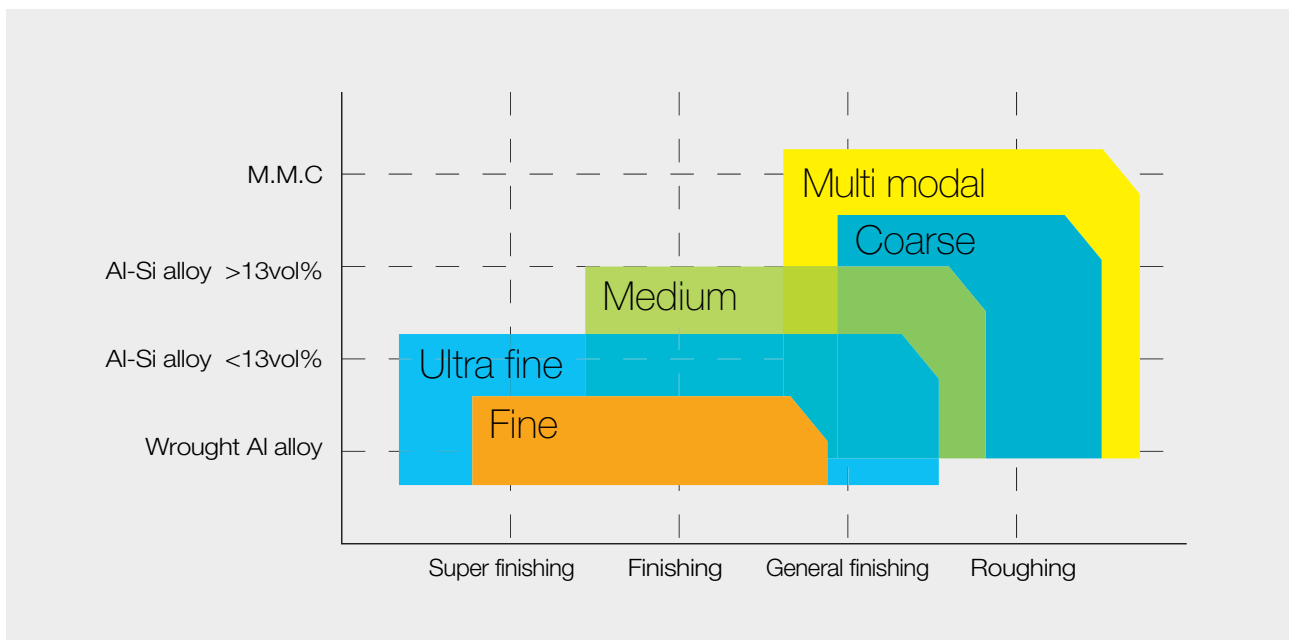 M.M.C
Multi modal
Coarse
Al-Si alloy >13vol%
Medium
Al-Si alloy <13vol%
Ultra fine
Fine
Wrought Al alloy
Super finishing
Finishing
General finishing
Roughing